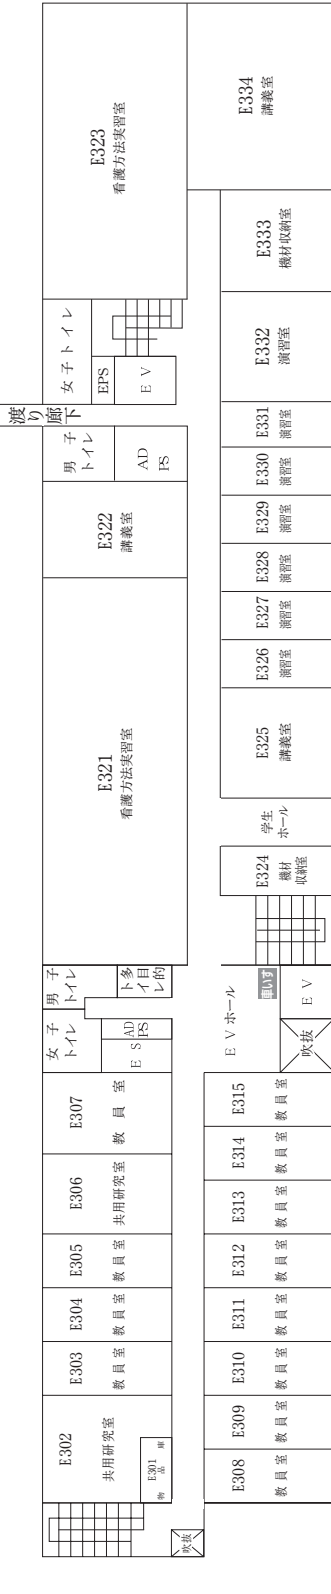 E323
看護方法実習室
E334
講義室
E333
機材収納室
女子トイレ
EPS
E V
E332
演習室
渡り廊下
男子
トイレ
AD
PS
E331
演習室
E330
演習室
E322
講義室
E329
演習室
E328
演習室
E327
演習室
E326
演習室
E321
看護方法実習室
E325
講義室
学生
ホール
E324
機材
収納室
男子
トイレ
多目的
トイレ
女子
トイレ
AD
PS
E S
E Vホール
車いす
E V
吹抜
E307
教員室
E315
教員室
E306
共用研究室
E314
教員室
E313
教員室
E305
教員室
E312
教員室
E304
教員室
E311
教員室
E303
教員室
E310
教員室
E302
共用研究室
E301
物品庫
E309
教員室
E308
教員室
吹抜